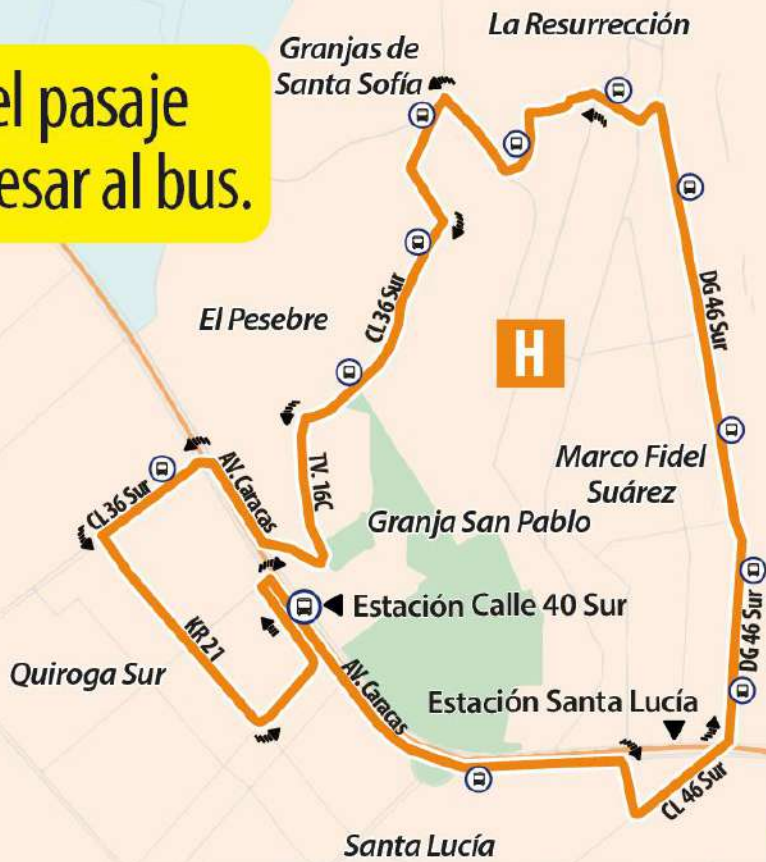 La Resurrección
Granjas de
Santa Sofía
el pasaje
esar al bus.
DG 46 Sur
CL 36 Sur
El Pesebre
H
Marco Fidel
Suárez
TV. 16C
AV. Caracas
CL 36 Sur
Granja San Pablo
Estación Calle 40 Sur
DG 46 Sur
KR 21
Quiroga Sur
AV. Caracas
Estación Santa Lucía
CL 46 Sur
Santa Lucía